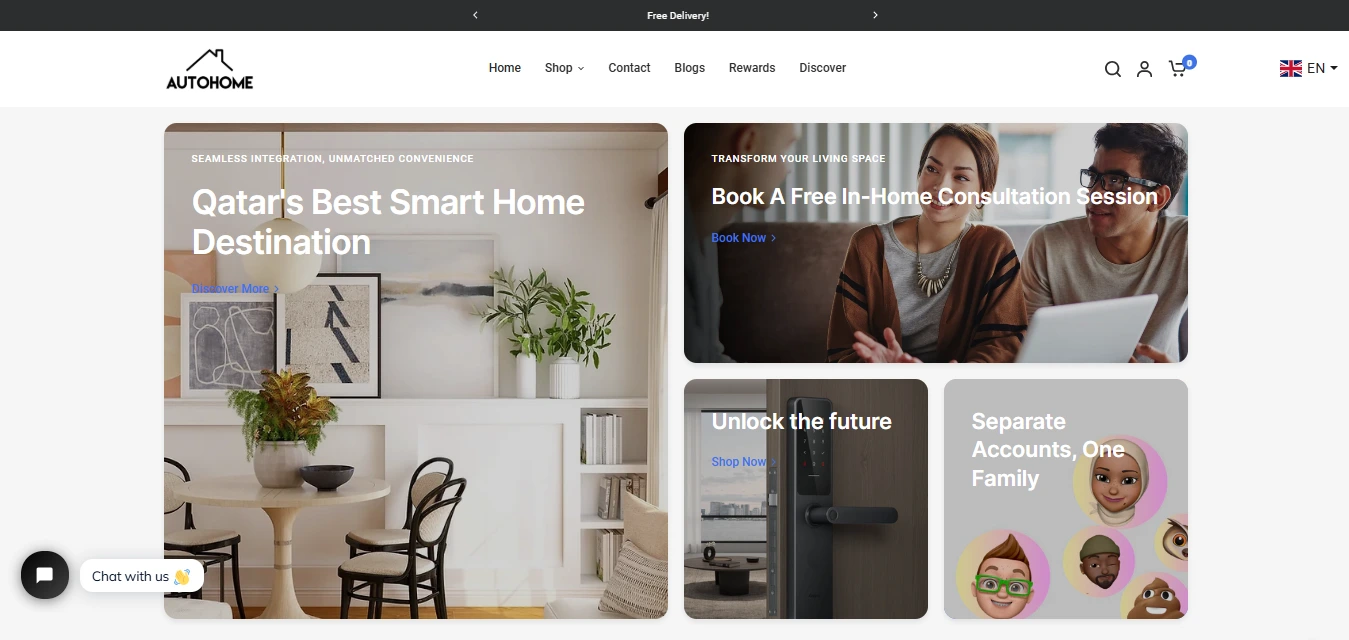 Free Delivery!
AUTOHOME
Home
Shop
Contact
Blogs
Rewards
Discover
0
EN
SEAMLESS INTEGRATION, UNMATCHED CONVENIENCE
Qatar's Best Smart Home
Destination
Discover More
TRANSFORM YOUR LIVING SPACE
Book A Free In-Home Consultation Session
Book Now
Unlock the future
Shop Now
Separate
Accounts, One
Family
Chat with us 👋